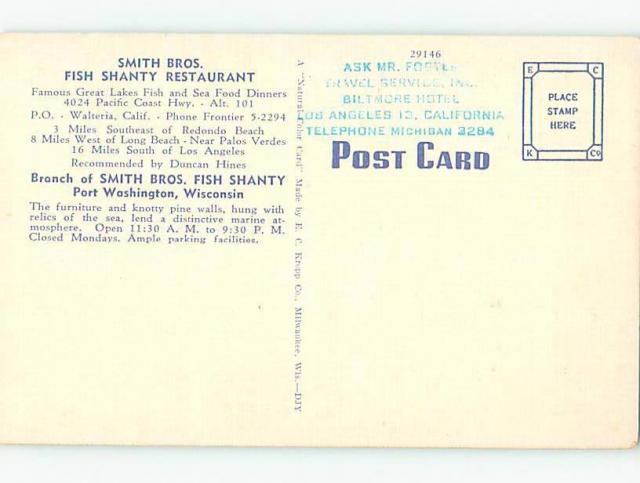 SMITH BROS.
FISH SHANTY RESTAURANT
Famous Great Lakes Fish and Sea Food Dinners
4024 Pacific Coast Hwy. - Alt. 101
P.O. - Walteria, Calif. - Phone Frontier 5-2294
3 Miles Southeast of Redondo Beach
8 Miles West of Long Beach - Near Palos Verdes
16 Miles South of Los Angeles
Recommended by Duncan Hines
Branch of SMITH BROS. FISH SHANTY
Port Washington, Wisconsin
The furniture and knotty pine walls, hung with
relics of the sea, lend a distinctive marine at-
mosphere. Open 11:30 A. M. to 9:30 P. M.
Closed Mondays. Ample parking facilities.
A "Natural Color Card" Made by E. C. Kropp Co., Milwaukee, Wis.—DJY
29146
ASK MR. FOSTER
TRAVEL SERVICE, INC.
BILTMORE HOTEL
LOS ANGELES 13, CALIFORNIA
TELEPHONE MICHIGAN 3284
POST CARD
E C
PLACE
STAMP
HERE
K Co